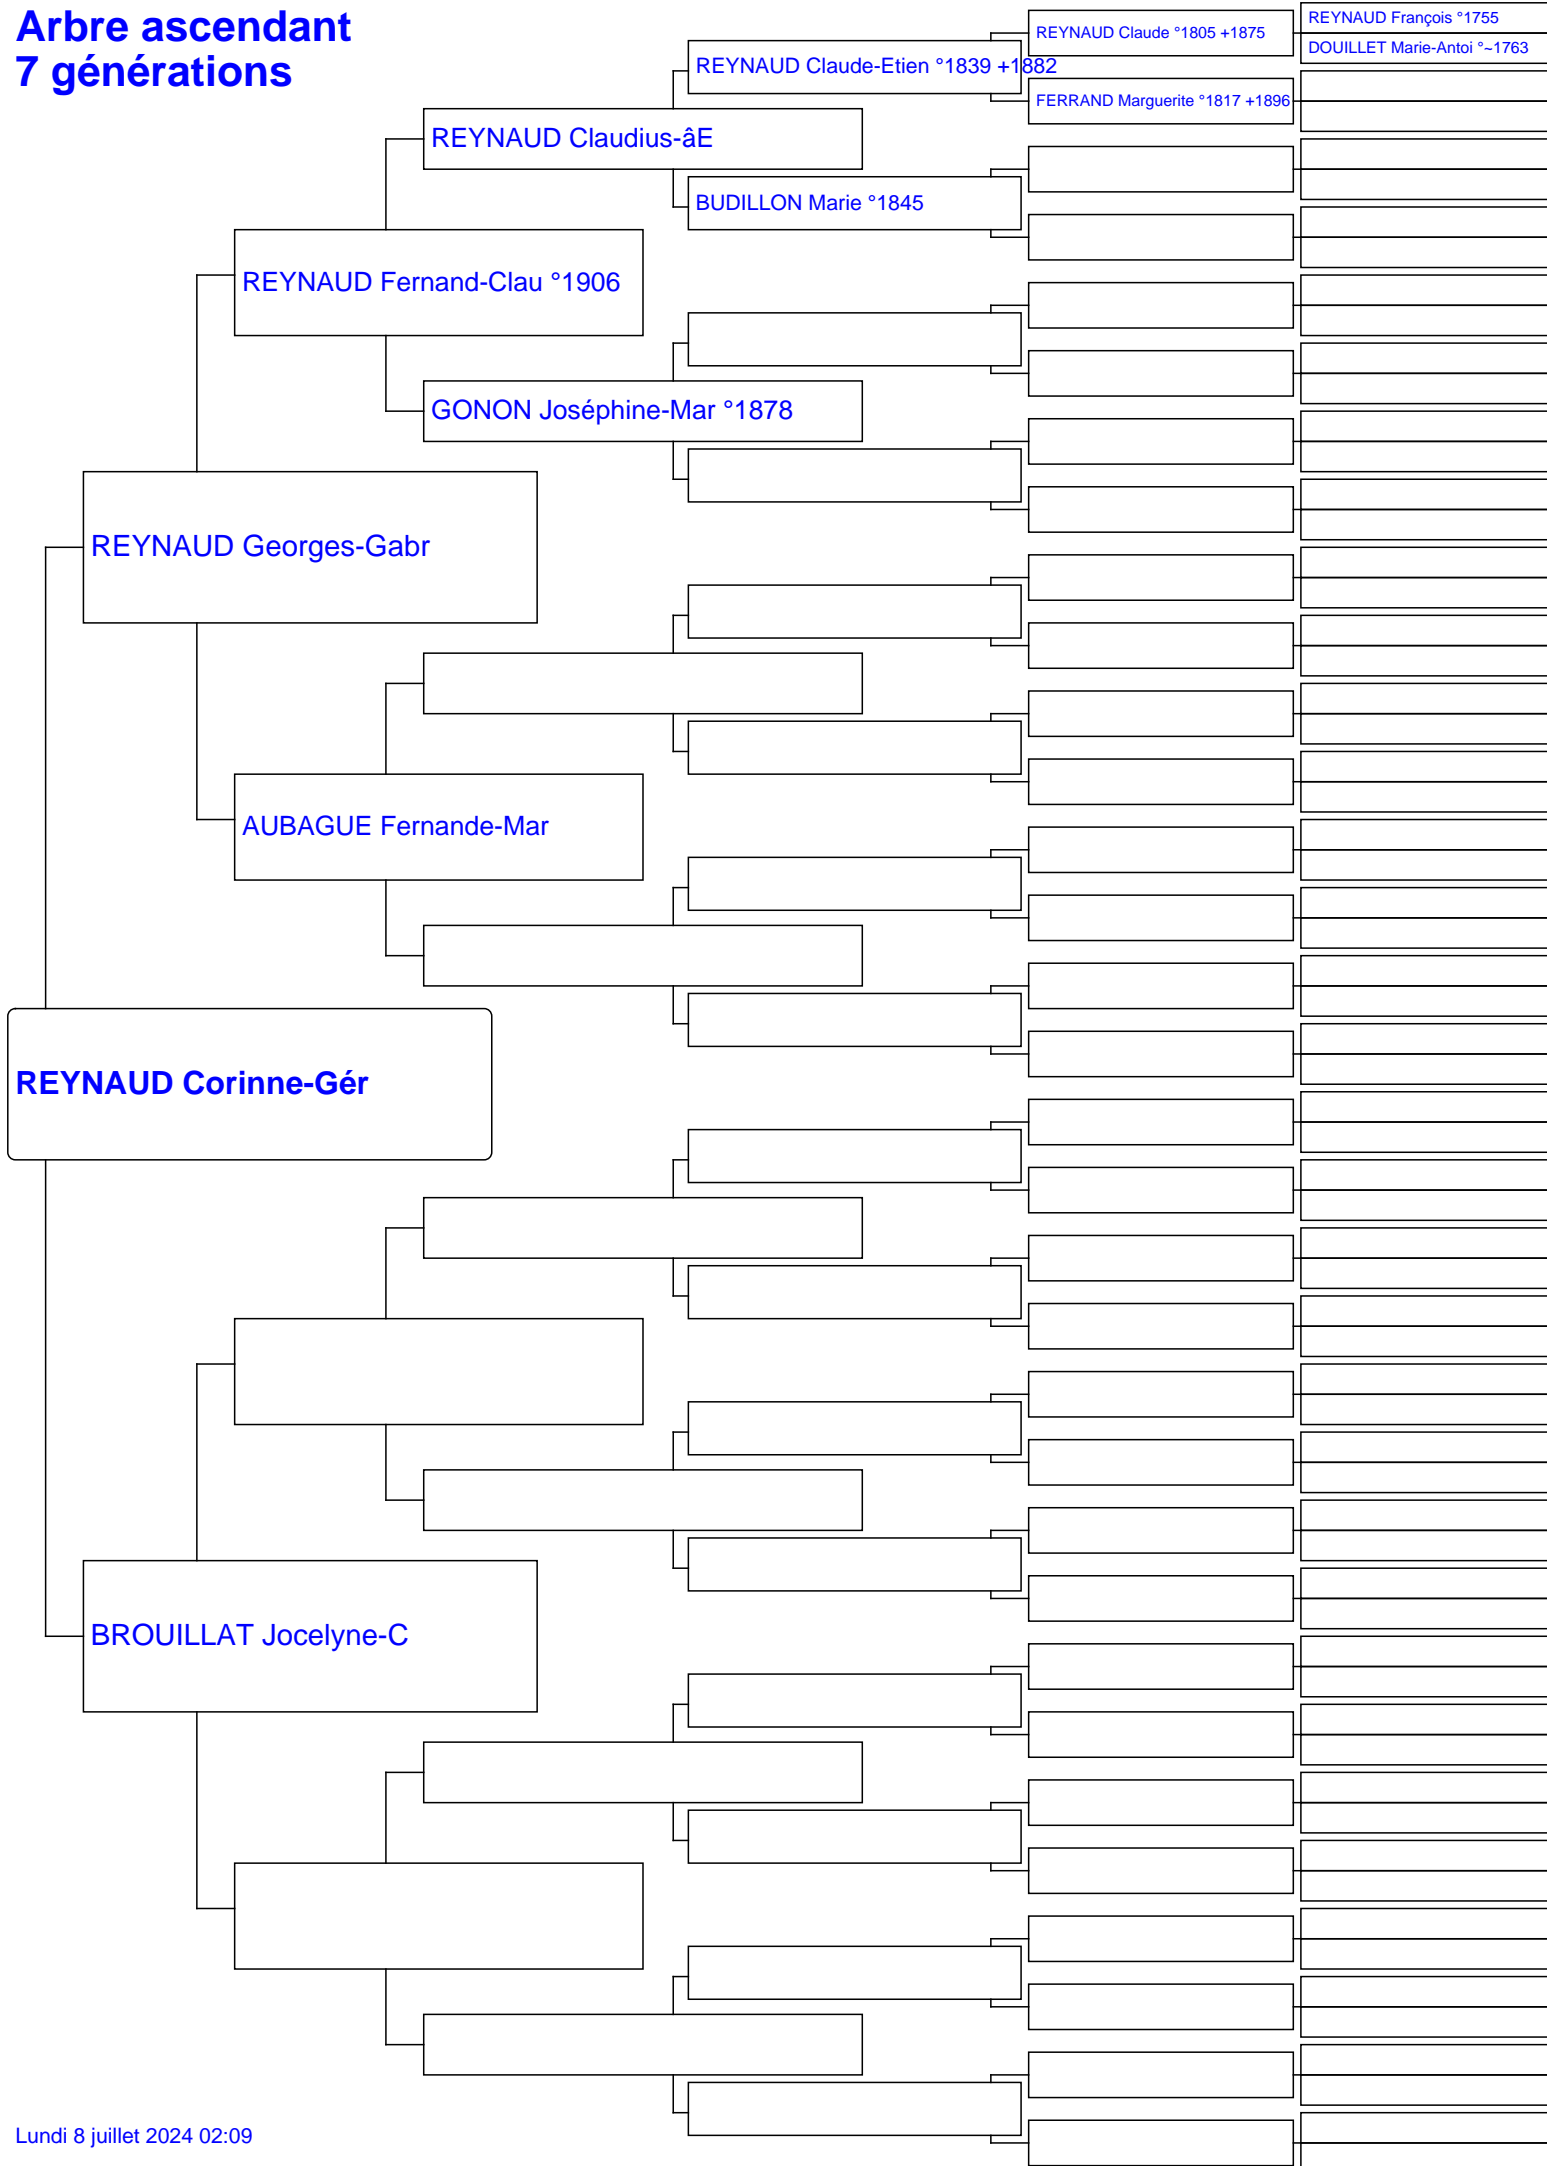 Arbre ascendant
7 générations
REYNAUD François °1755
REYNAUD Claude °1805 +1875
DOUILLET Marie-Antoi °~1763
REYNAUD Claude-Etien °1839 +1882
FERRAND Marguerite °1817 +1896
REYNAUD Claudius-âE
BUDILLON Marie °1845
REYNAUD Fernand-Clau °1906
GONON Joséphine-Mar °1878
REYNAUD Georges-Gabr
AUBAGUE Fernande-Mar
REYNAUD Corinne-Gér
BROUILLAT Jocelyne-C
Lundi 8 juillet 2024 02:09